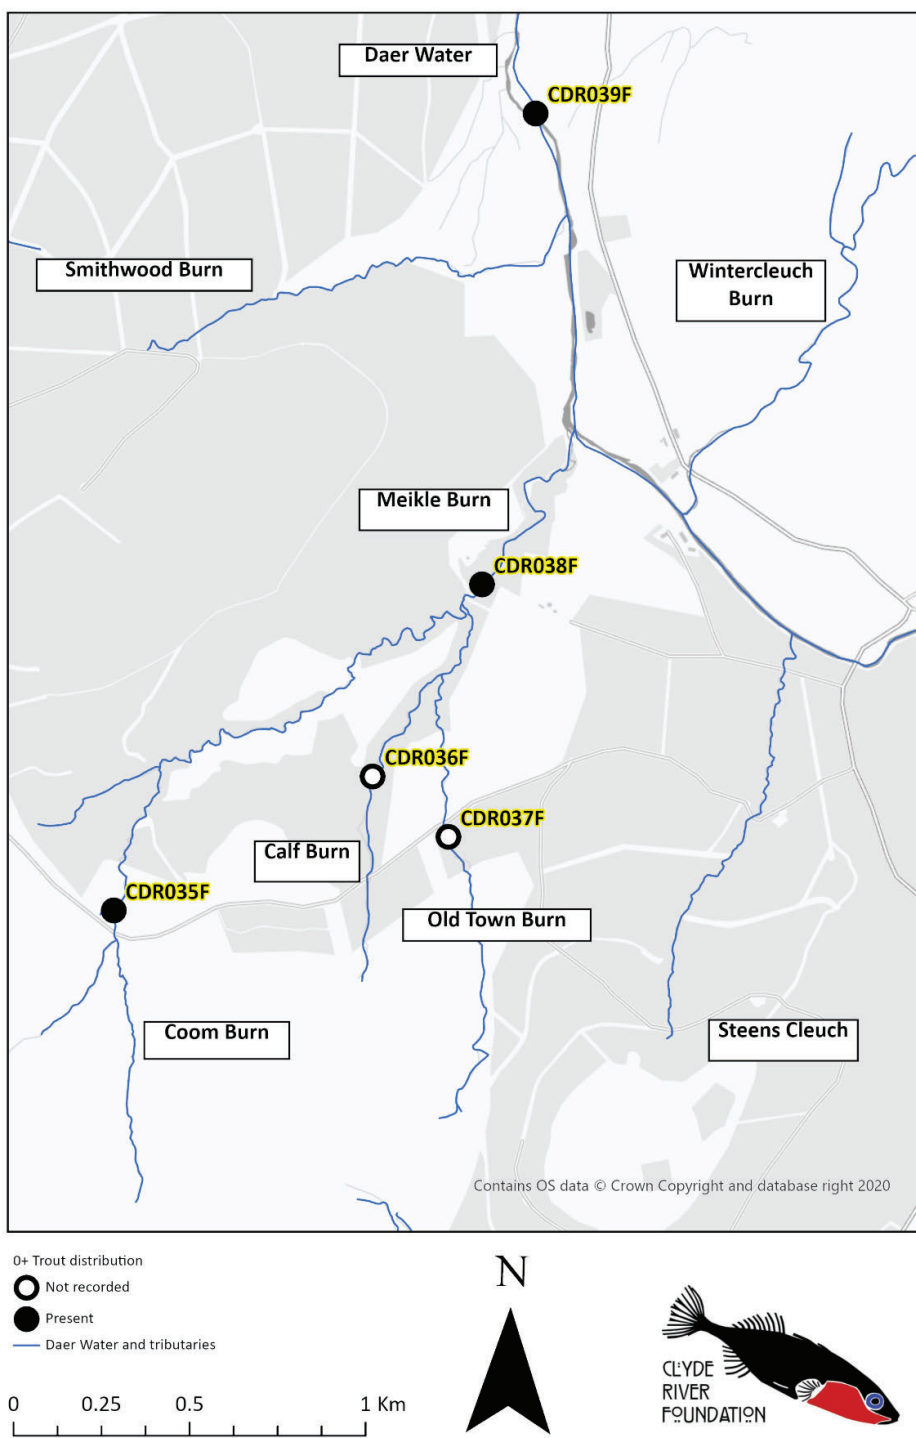 Daer Water
CDR039F
Smithwood Burn
Wintercleuch
Burn
Meikle Burn
CDR038F
CDR036F
CDR037F
Calf Burn
CDR035F
Old Town Burn
Coom Burn
Steens Cleuch
Contains OS data © Crown Copyright and database right 2020
0+ Trout distribution
Not recorded
Present
Daer Water and tributaries
0 0.25 0.5 1 Km
N
CLYDE
RIVER
FOUNDATION